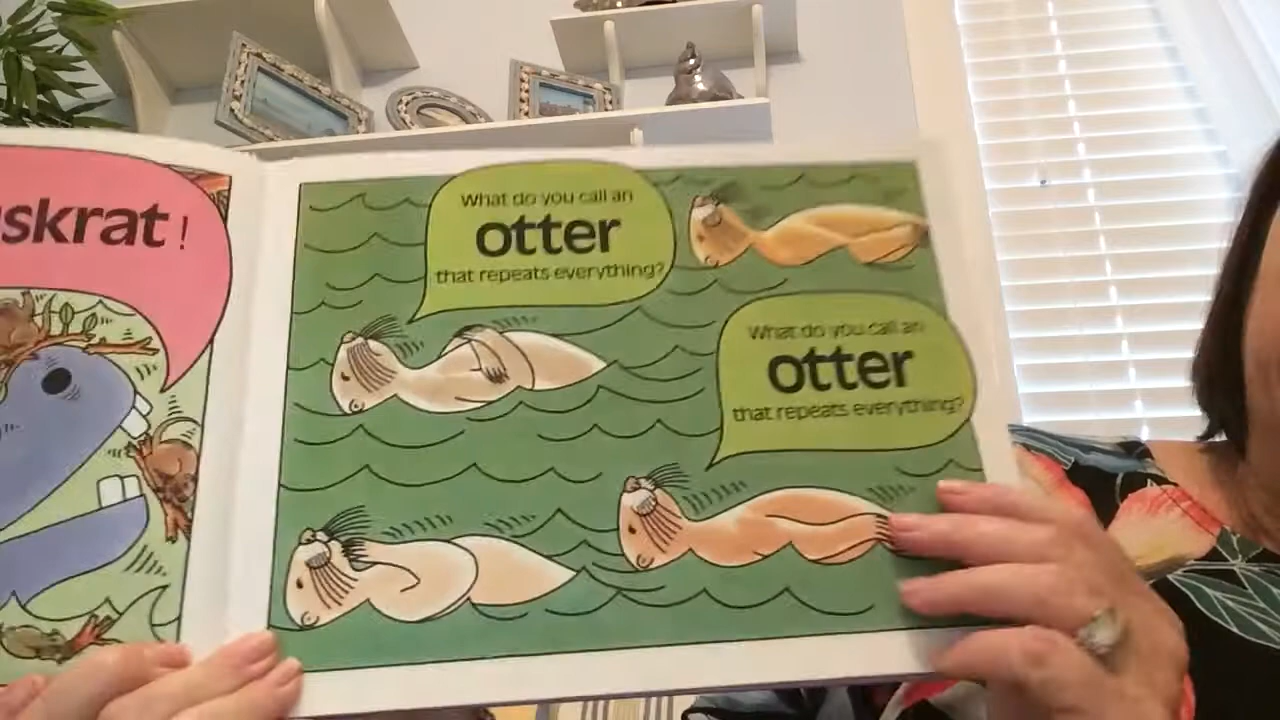 skrat!
What do you call an
otter
that repeats everything?
What do you call an
otter
that repeats everything?